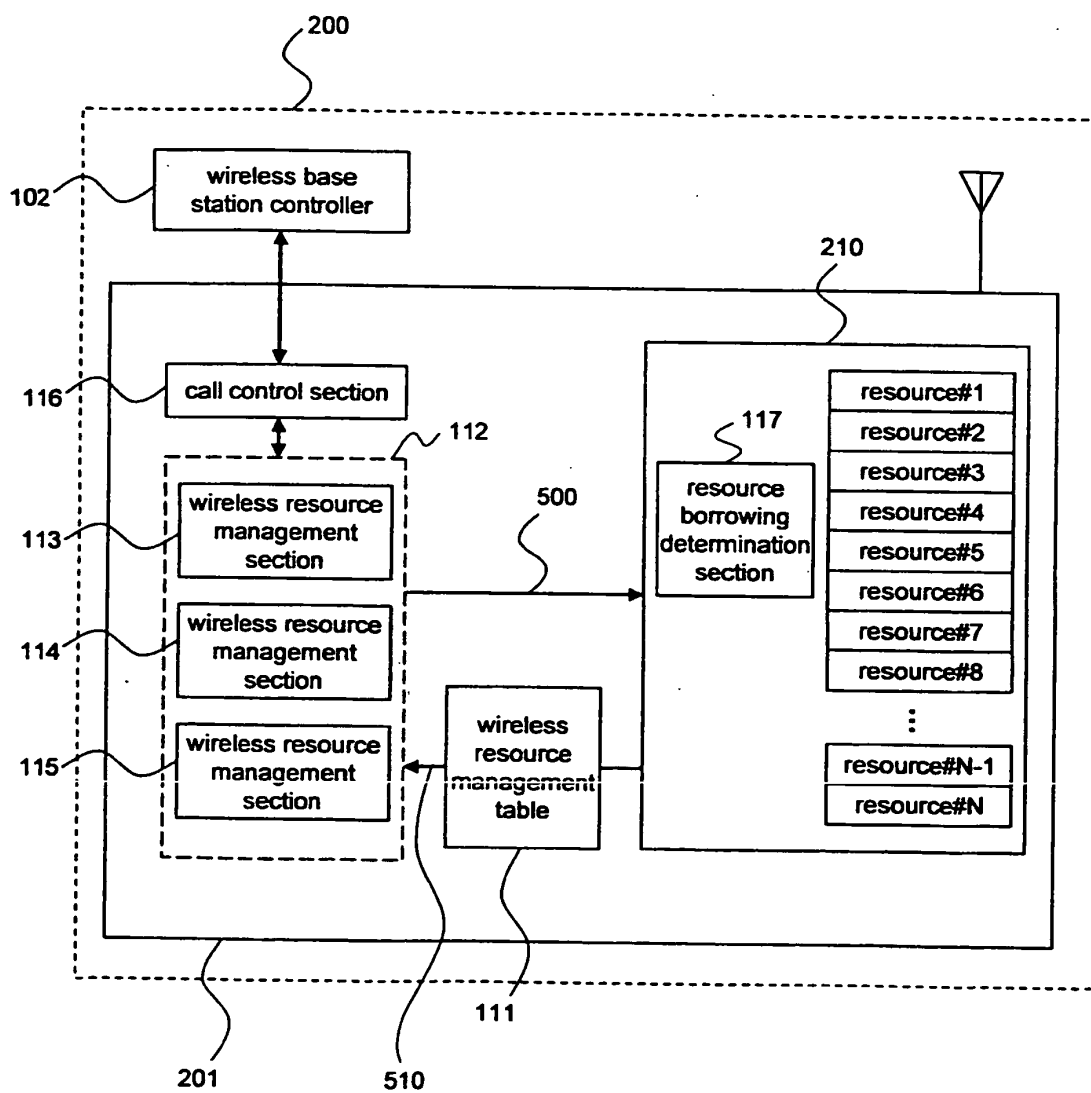 200
102
wireless base
station controller
210
116
call control section
112
117
resource#1
resource#2
resource#3
resource#4
resource#5
resource#6
resource#7
resource#8
resource#N-1
resource#N
resource
borrowing
determination
section
500
113
wireless resource
management
section
114
wireless resource
management
section
115
wireless resource
management
section
wireless
resource
management
table
111
201
510